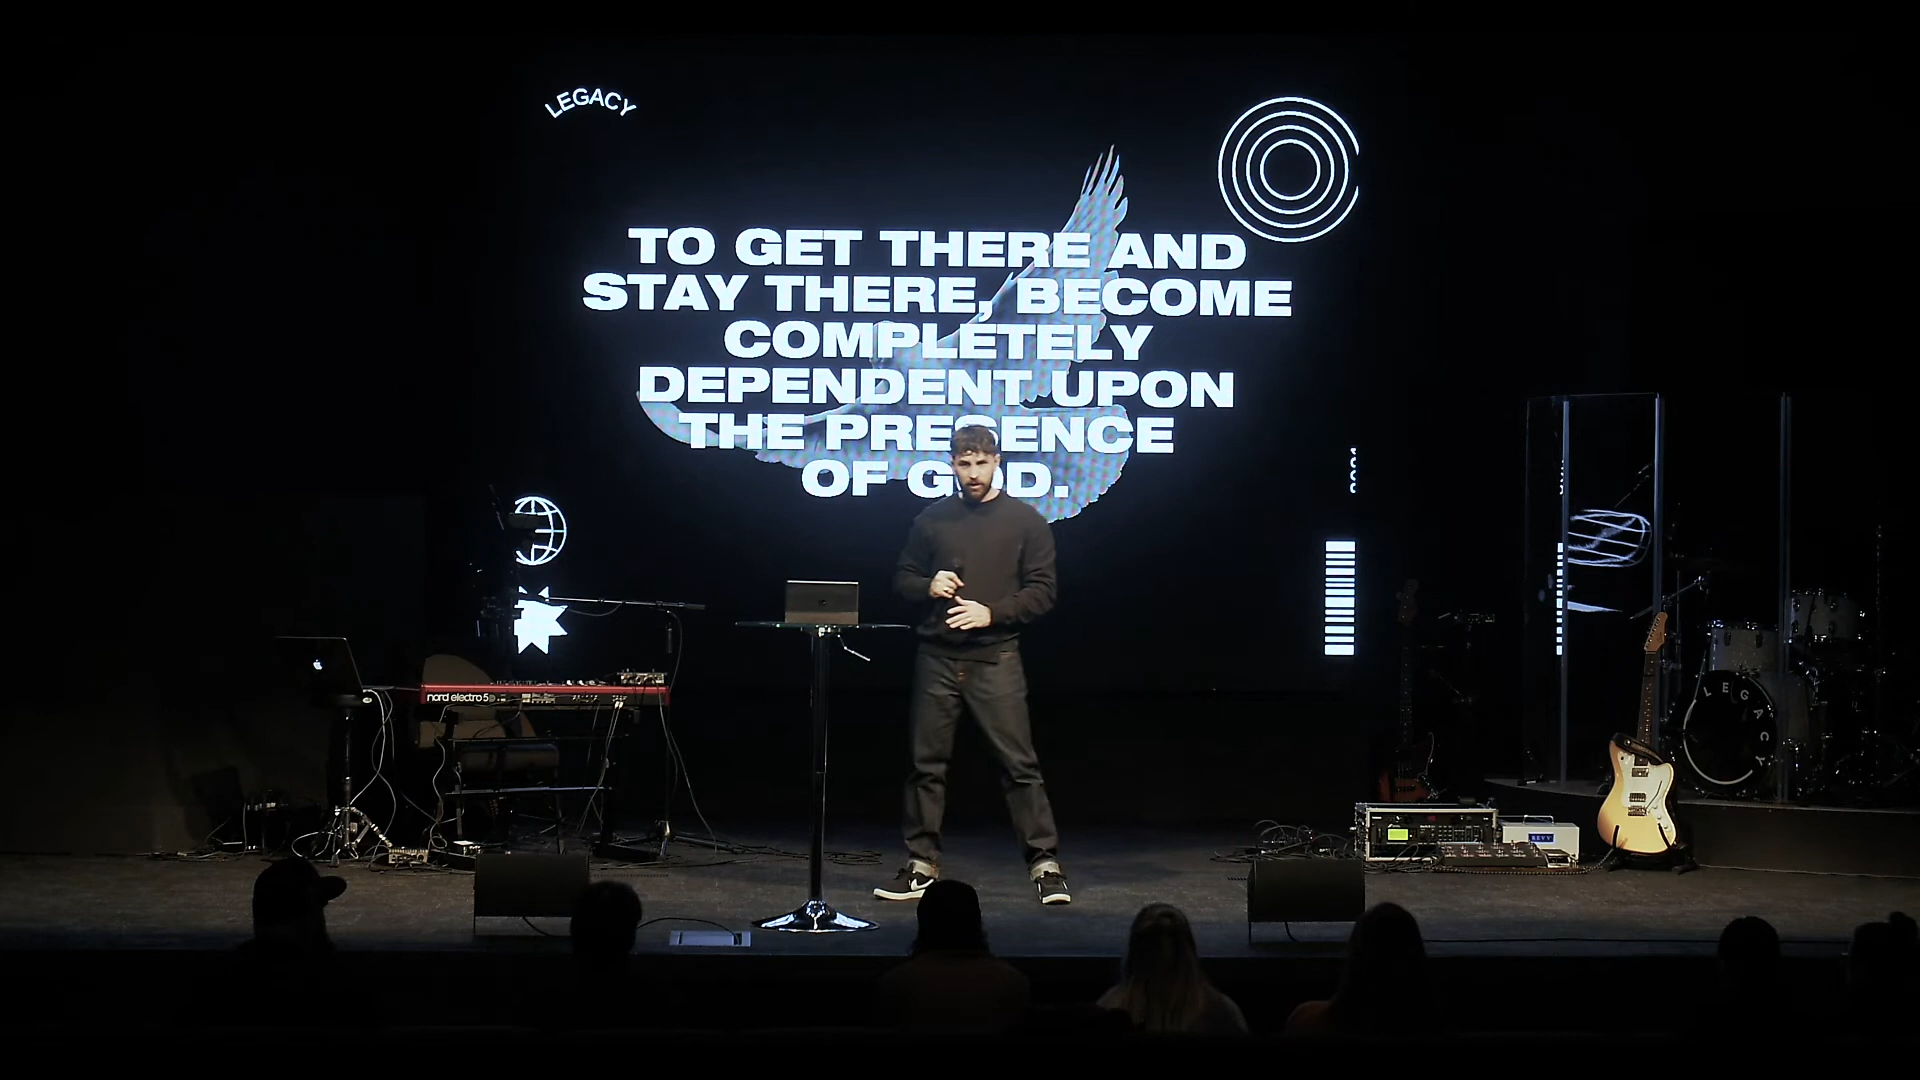 LEGACY
TO GET THERE AND
STAY THERE, BECOME
COMPLETELY
DEPENDENT UPON
THE PRESENCE
OF GOD.
nord electro 5
LEGACY
REVV